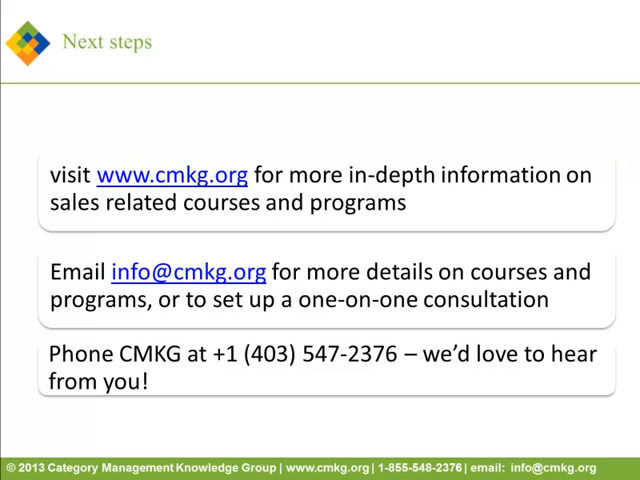 Next steps
visit www.cmkg.org for more in-depth information on
sales related courses and programs
Email info@cmkg.org for more details on courses and
programs, or to set up a one-on-one consultation
Phone CMKG at +1 (403) 547-2376 – we’d love to hear
from you!
© 2013 Category Management Knowledge Group | www.cmkg.org | 1-855-548-2376 | email: info@cmkg.org